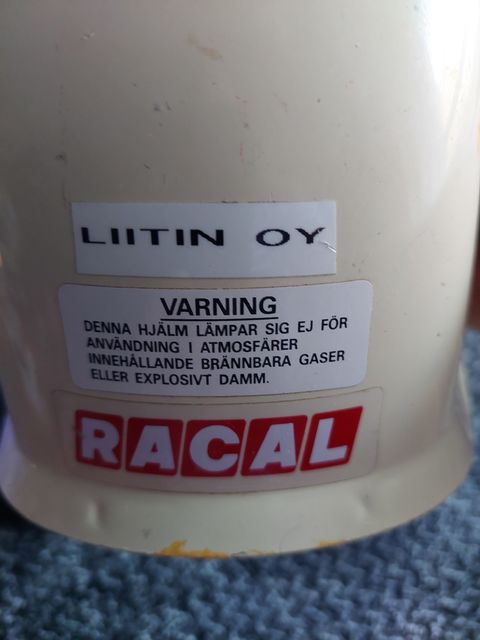 LIITIN OY
VARNING
DENNA HJÄLM LÄMPAR SIG EJ FÖR
ANVÄNDNING I ATMOSFÄRER
INNEHÅLLANDE BRÄNNBARA GASER
ELLER EXPLOSIVT DAMM.
RACAL